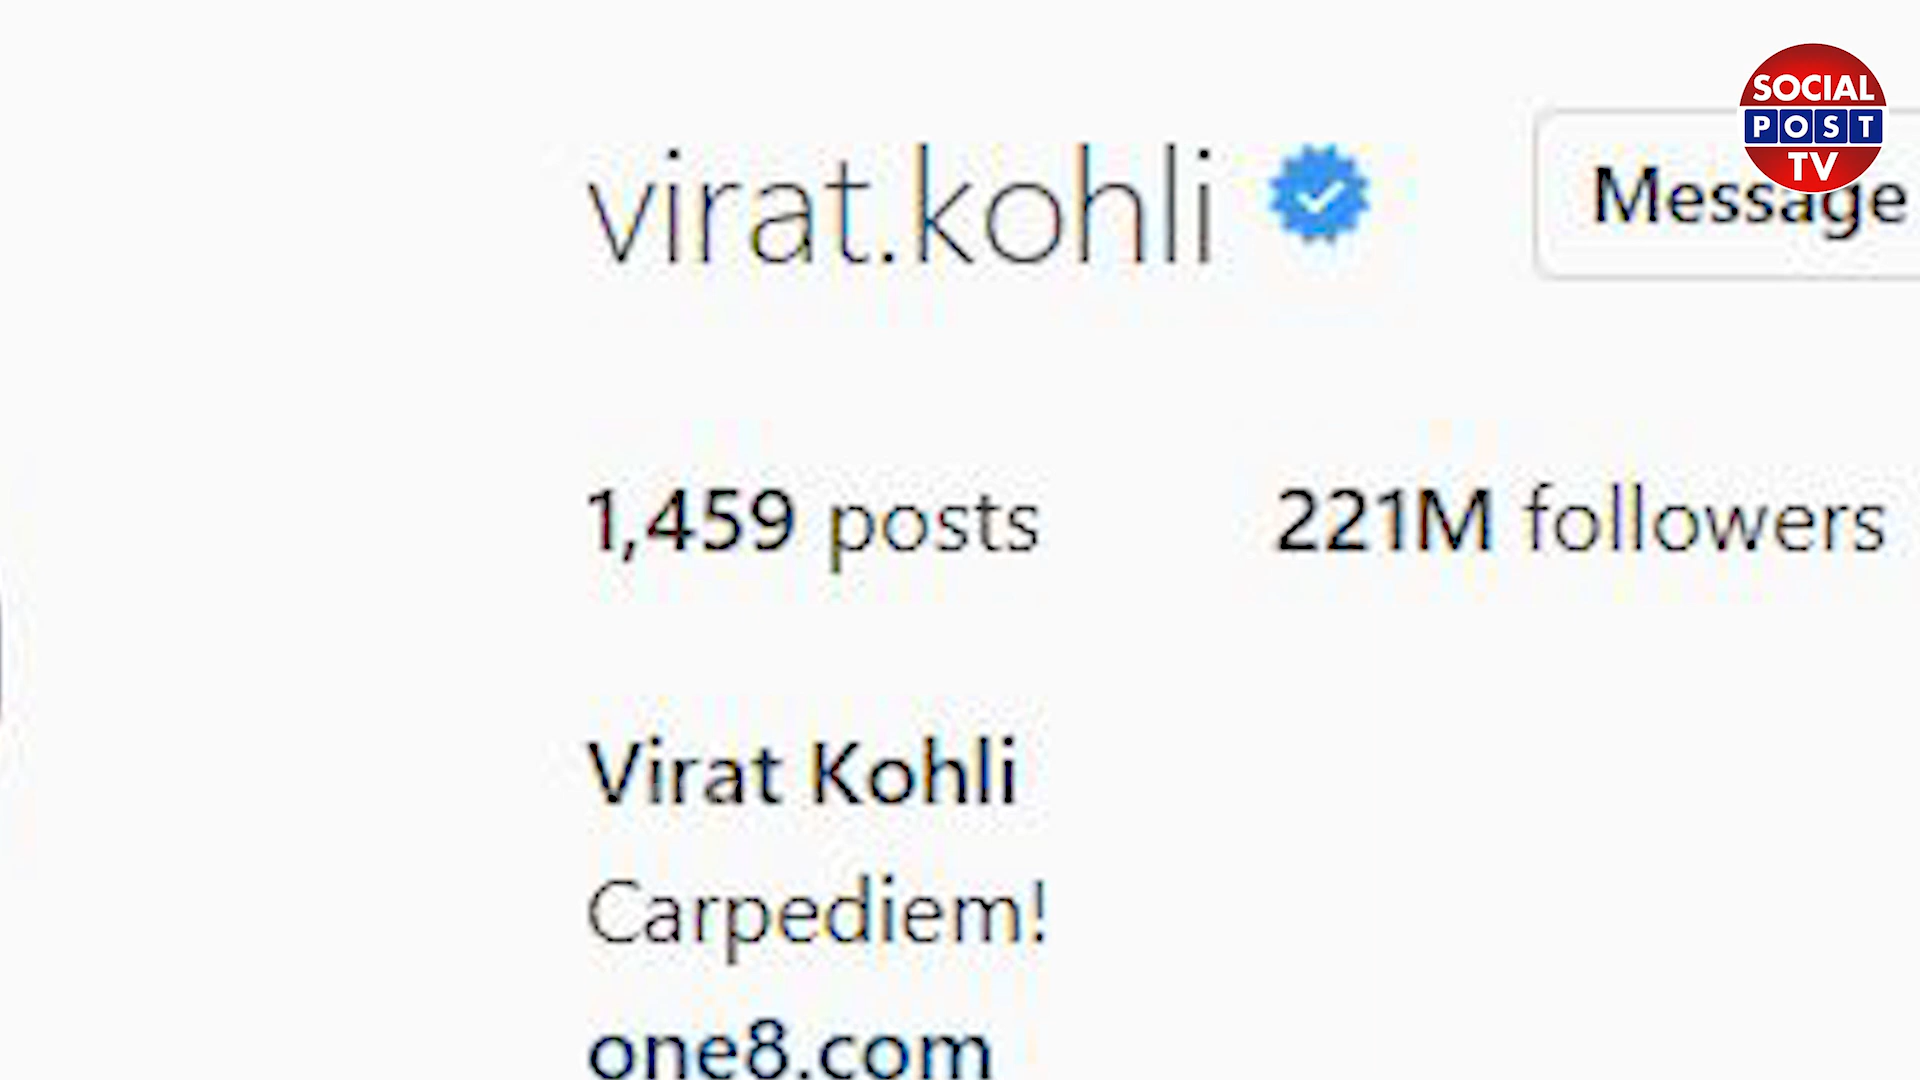 SOCIAL
POST
TV
virat.kohli
Message
1,459 posts 221M followers
Virat Kohli
Carpediem!
one8.com